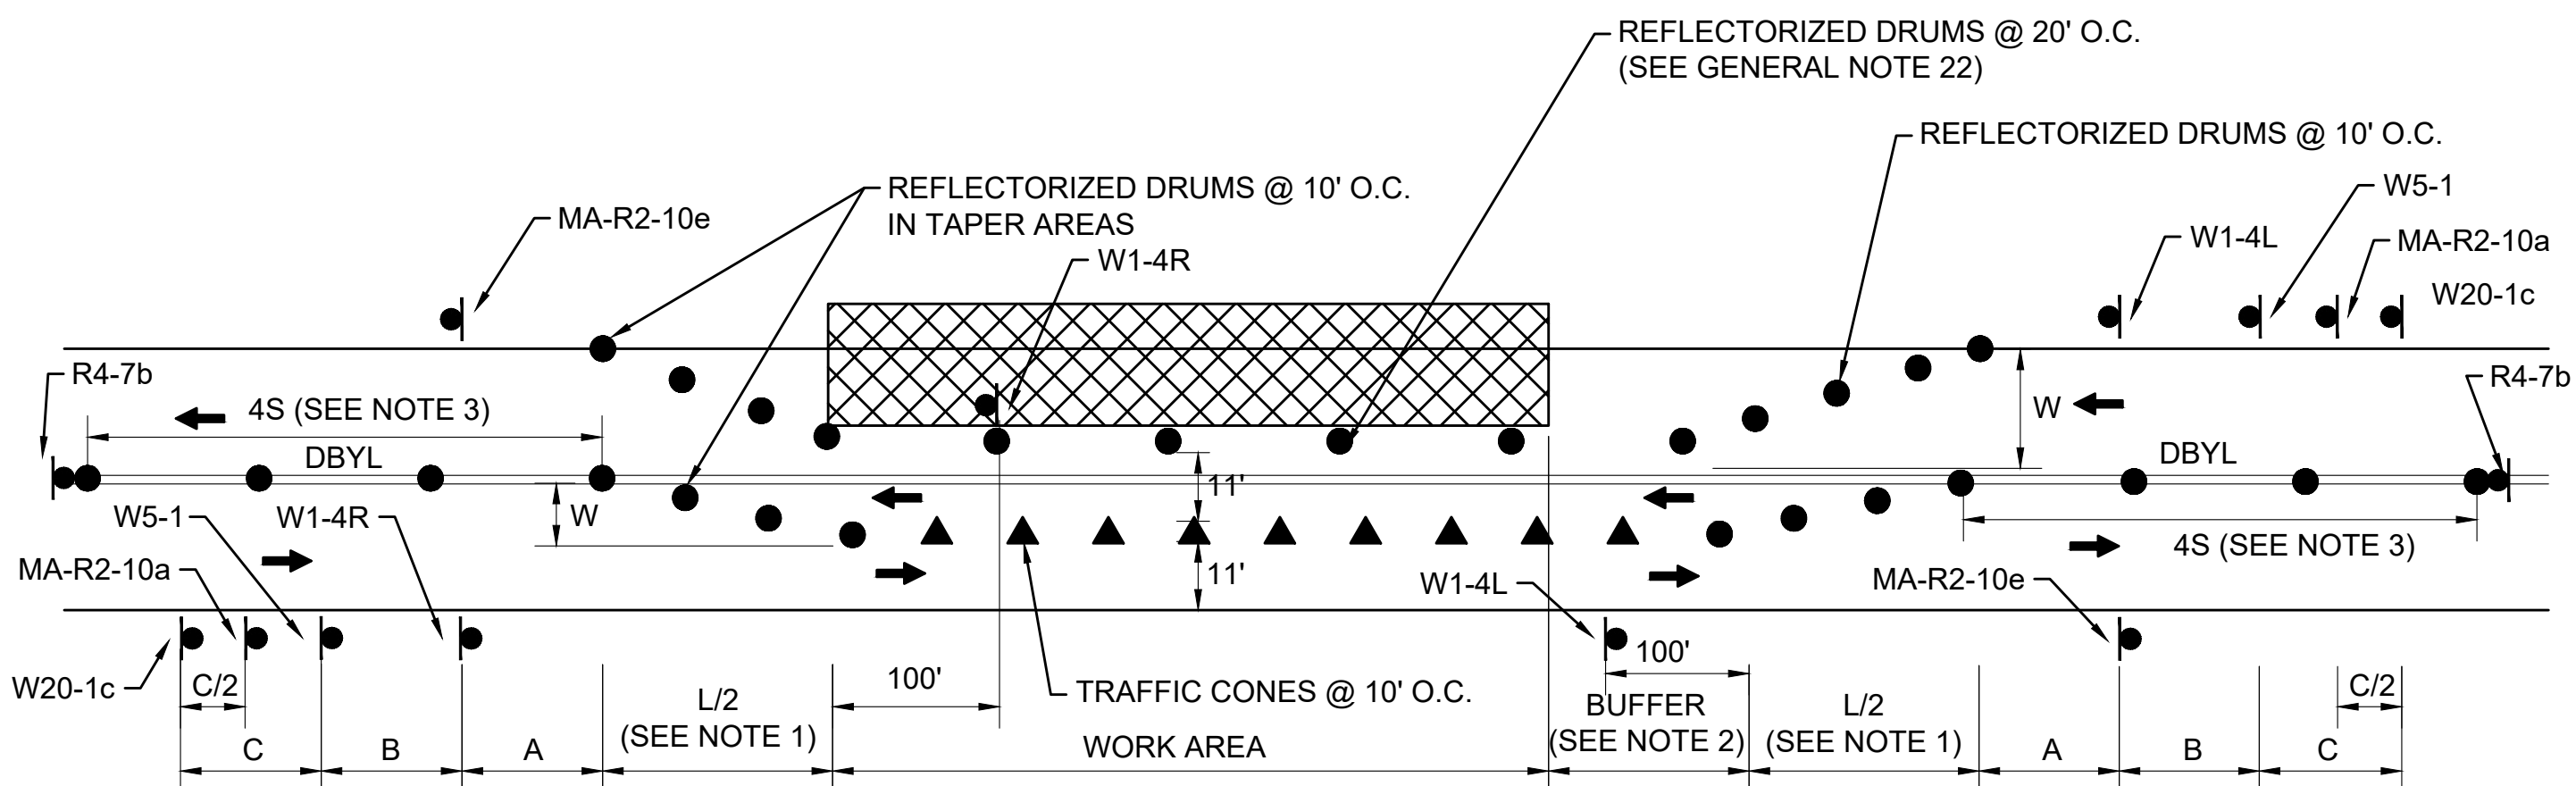 REFLECTORIZED DRUMS @ 20' O.C.
(SEE GENERAL NOTE 22)
REFLECTORIZED DRUMS @ 10' O.C.
REFLECTORIZED DRUMS @ 10' O.C.
IN TAPER AREAS
W5-1
MA-R2-10e
W1-4L
MA-R2-10a
W1-4R
W20-1c
R4-7b
R4-7b
4S (SEE NOTE 3)
W
DBYL
DBYL
11'
W5-1
W1-4R
W
4S (SEE NOTE 3)
MA-R2-10a
11'
W1-4L
MA-R2-10e
100'
W20-1c
C/2
100'
TRAFFIC CONES @ 10' O.C.
C/2
L/2
(SEE NOTE 1)
BUFFER
(SEE NOTE 2)
L/2
(SEE NOTE 1)
C
B
A
WORK AREA
A
B
C